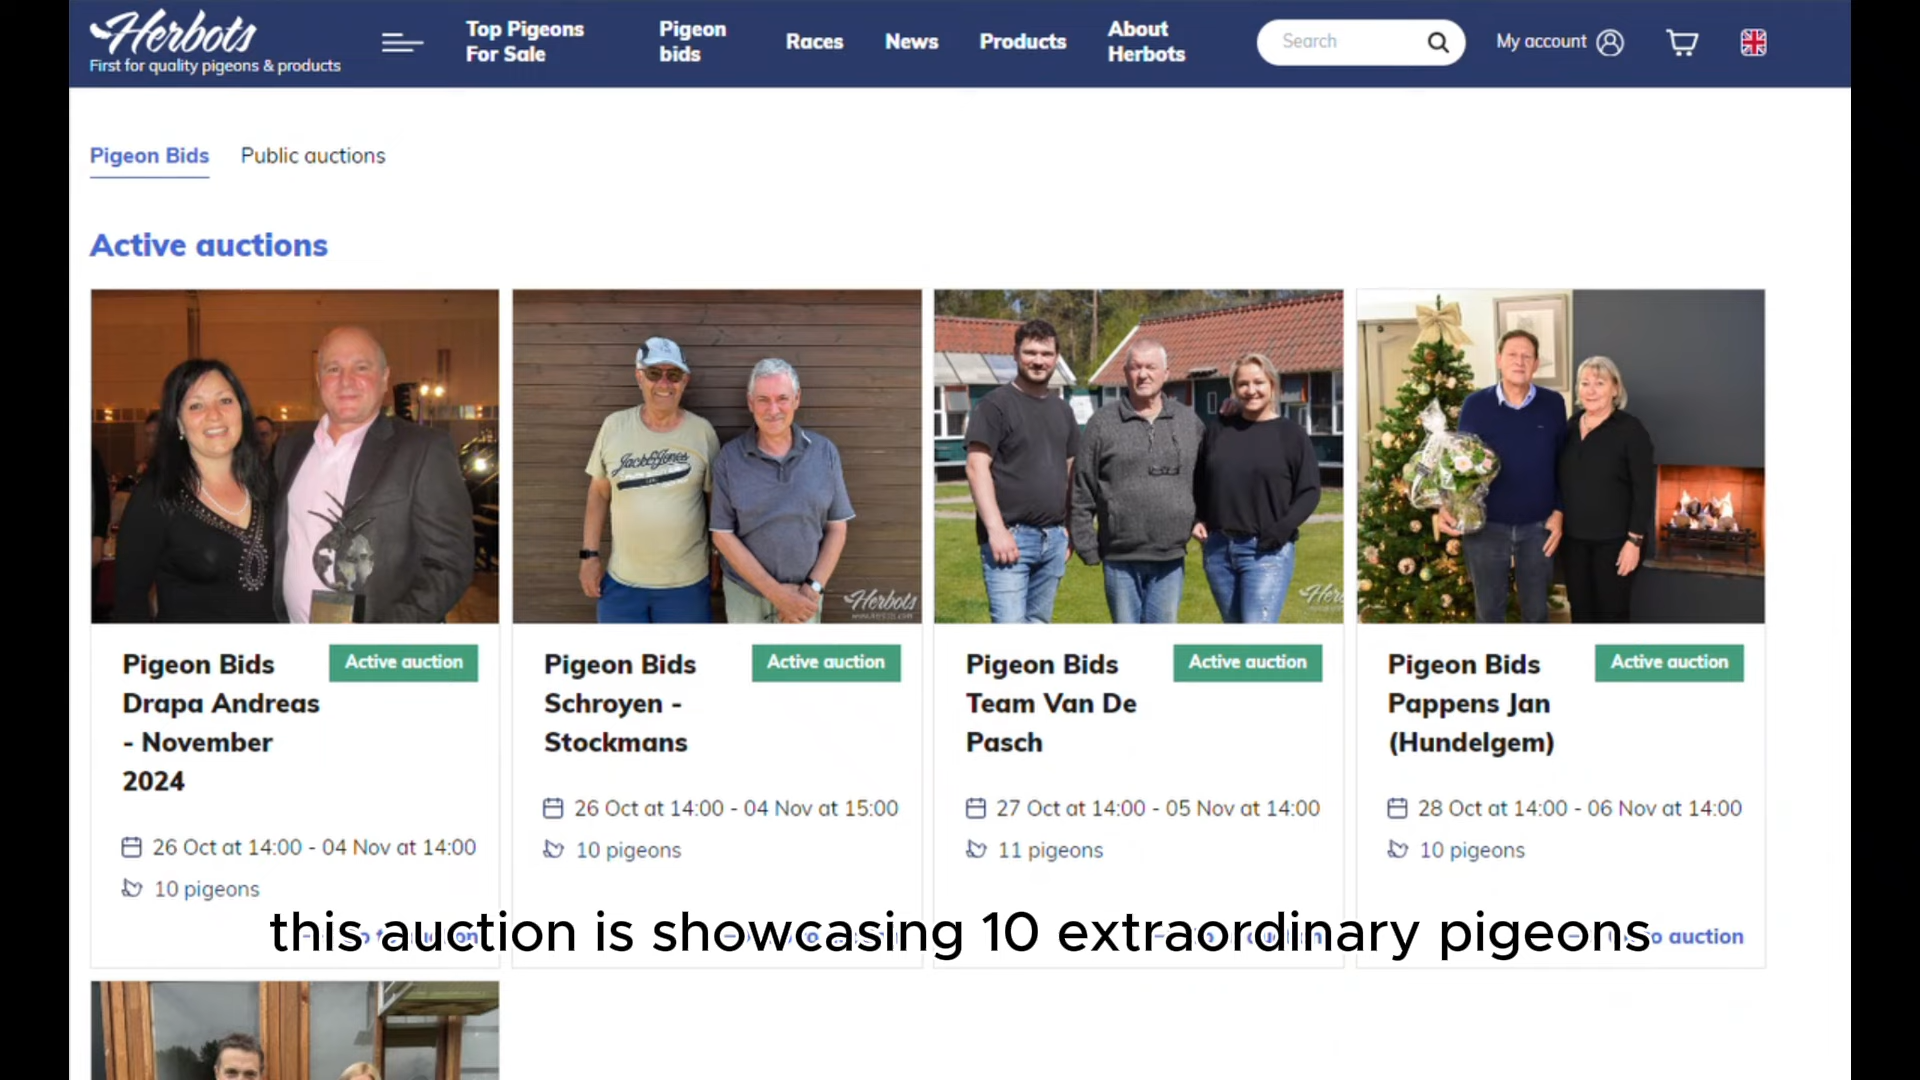 Herbots
First for quality pigeons & products
Top Pigeons
For Sale
Pigeon
bids
Races
News
Products
About
Herbots
Search
My account
Pigeon Bids
Public auctions
Active auctions
Jack&Jones
Herbots
Pigeon Bids
Drapa Andreas
- November
2024
Active auction
26 Oct at 14:00 - 04 Nov at 14:00
10 pigeons
Pigeon Bids
Schroyen -
Stockmans
Active auction
26 Oct at 14:00 - 04 Nov at 15:00
10 pigeons
Pigeon Bids
Team Van De
Pasch
Active auction
27 Oct at 14:00 - 05 Nov at 14:00
11 pigeons
Pigeon Bids
Pappens Jan
(Hundelgem)
Active auction
28 Oct at 14:00 - 06 Nov at 14:00
10 pigeons
auction
this auction is showcasing 10 extraordinary pigeons